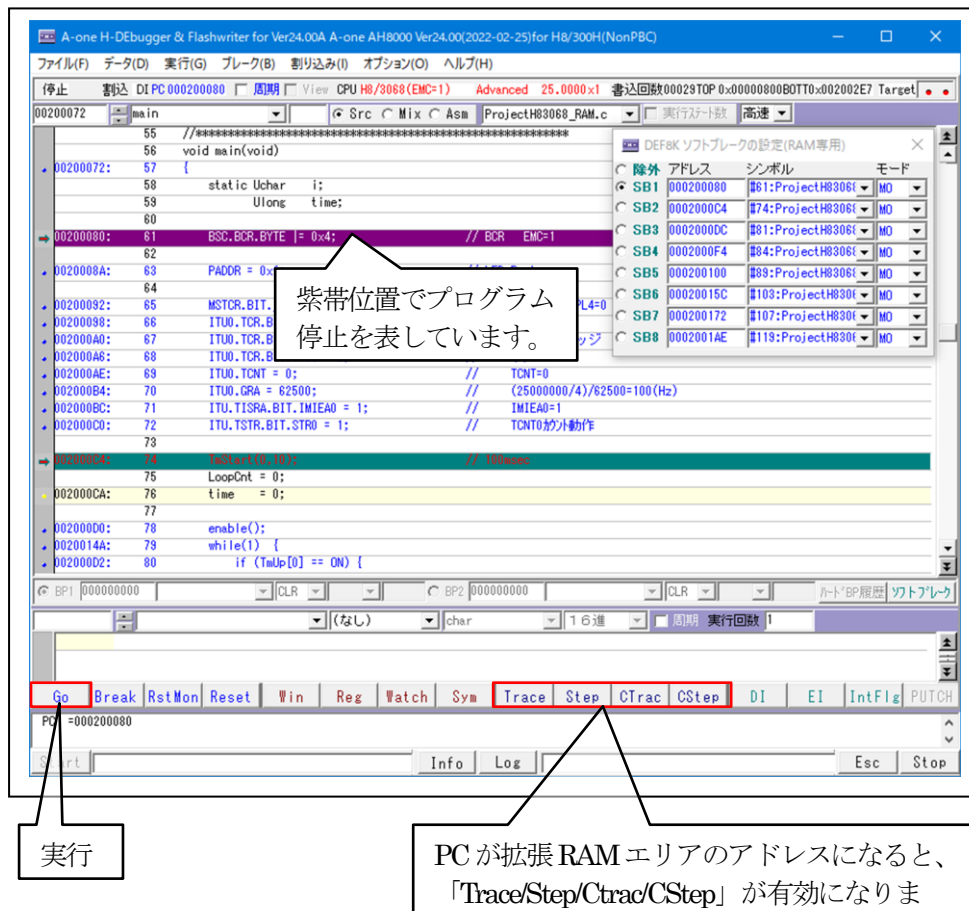 A-one H-DEbugger & Flashwriter for Ver24.00A A-one AH8000 Ver24.00(2022-02-25)for H8/300H(NonPBC)
ファイル(F) データ(D) 実行(G) ブレーク(B) 割り込み(I) オプション(O) ヘルプ(H)
停止 割込 DI PC 000200080 周期 View CPU H8/3068(EMC=1) Advanced 25.0000×1 書込回数00029TOP 0x00000800BOTT0x002002E7 Target
00200072 main Src Mix Asm ProjectH83068_RAM.c 実行ステート数 高速
55 //******************************************************************
56 void main(void)
00200072: 57 {
58 static Uchar i;
59 Ulong time;
60
00200080: 61 BSC.BCR.BYTE |= 0x4; // BCR EMC=1
62
0020008A: 63 PADDR = 0x
64
00200092: 65 MSTCR.BIT. PL4=0
00200098: 66 ITU0.TCR.B
002000A0: 67 ITU0.TCR.B ッジ
002000A6: 68 ITU0.TCR.B
002000AE: 69 ITU0.TCNT = 0; // TCNT=0
002000B4: 70 ITU0.GRA = 62500; // (25000000/4)/62500=100(Hz)
002000BC: 71 ITU.TISRA.BIT.IMIEA0 = 1; // IMIEA0=1
002000C0: 72 ITU.TSTR.BIT.STR0 = 1; // TCNT0カウント動作
73
002000C4: 74 TmStart(0,10); // 100msec
75 LoopCnt = 0;
002000CA: 76 time = 0;
77
002000D0: 78 enable();
0020014A: 79 while(1) {
002000D2: 80 if (TmUp[0] == ON) {
DEF8K ソフトブレークの設定(RAM専用)
除外 アドレス シンボル モード
SB1 000200080 #61:ProjectH8306 MO
SB2 0002000C4 #74:ProjectH8306 MO
SB3 0002000DC #81:ProjectH8306 MO
SB4 0002000F4 #84:ProjectH8306 MO
SB5 000200100 #89:ProjectH8306 MO
SB6 00020015C #103:ProjectH8306 MO
SB7 000200172 #107:ProjectH8306 MO
SB8 0002001AE #119:ProjectH8306 MO
紫帯位置でプログラム
停止を表しています。
BP1 000000000 CLR BP2 000000000 CLR ハードBP履歴 ソフトブレーク
(なし) char 16進 周期 実行回数 1
Go Break RstMon Reset Win Reg Watch Sym Trace Step CTrac CStep DI EI IntFlg PUTCH
PC =000200080
Start Info Log Esc Stop
実行
PC が拡張 RAM エリアのアドレスになると、
「Trace/Step/Ctrac/CStep」が有効になりま